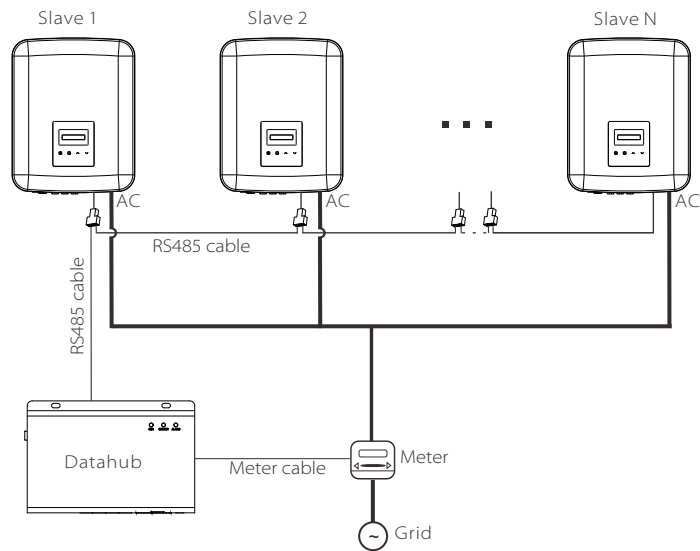 Slave 1
Slave 2
Slave N
AC
AC
AC
RS485 cable
RS485 cable
Datahub
Meter cable
Meter
Grid